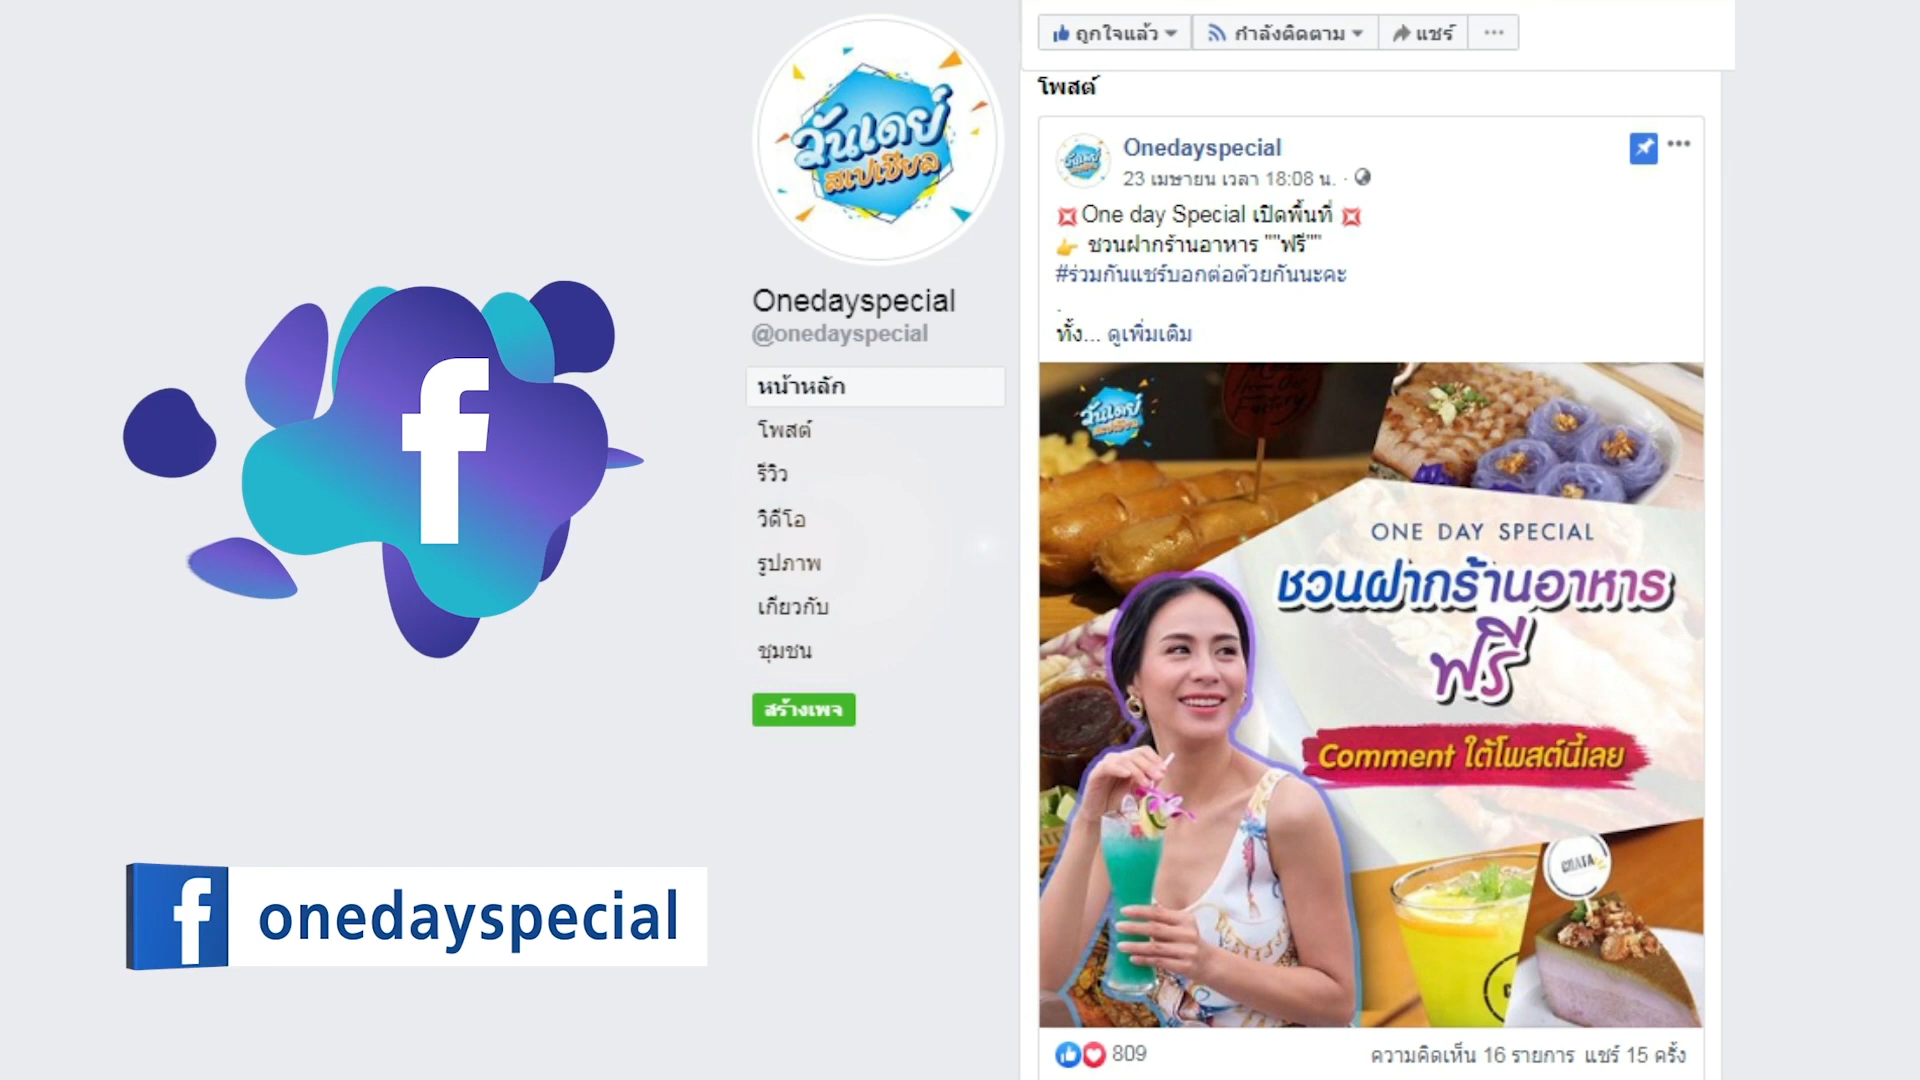 วันเดย์
สเปเชียล
Onedayspecial
@onedayspecial
หน้าหลัก
โพสต์
รีวิว
วิดีโอ
รูปภาพ
เกี่ยวกับ
ชุมชน
สร้างเพจ
onedayspecial
ถูกใจแล้ว
กำลังติดตาม
แชร์
โพสต์
Onedayspecial
23 เมษายน เวลา 18:08 น. ·
💢One day Special เปิดพื้นที่ 💢
👉 ชวนฝากร้านอาหาร ""ฟรี""
#ร่วมกันแชร์บอกต่อด้วยกันนะคะ
.
ทั้ง... ดูเพิ่มเติม
วันเดย์
สเปเชียล
ONE DAY SPECIAL
ชวนฝากร้านอาหาร
ฟรี
Comment ใต้โพสต์นี้เลย
809
ความคิดเห็น 16 รายการ แชร์ 15 ครั้ง